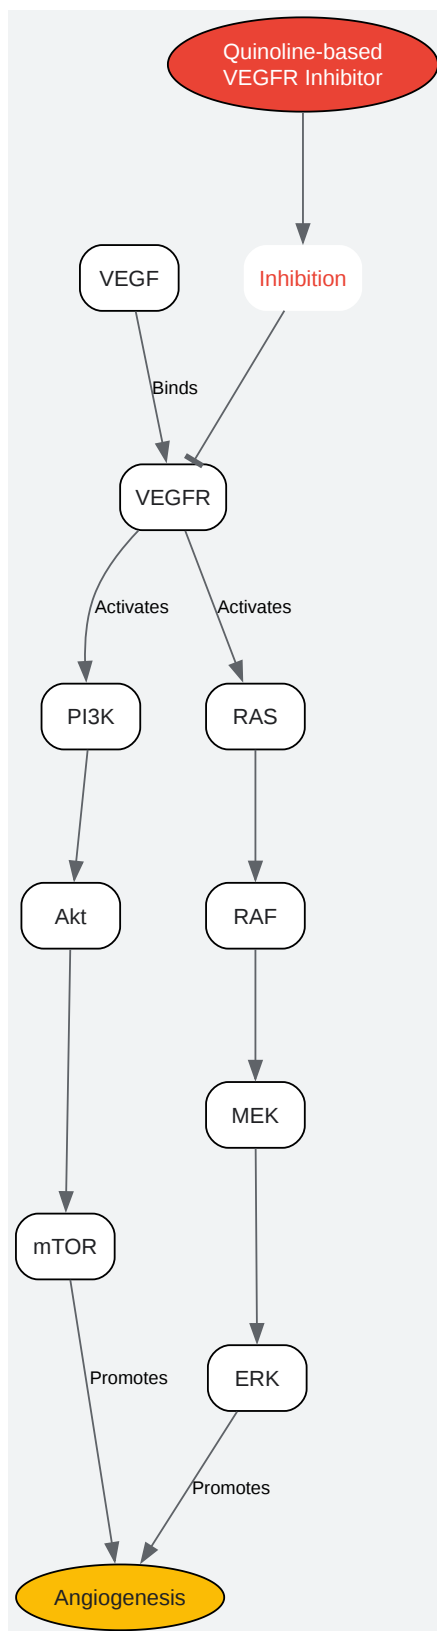 Quinoline-based
VEGFR Inhibitor
VEGF
Inhibition
Binds
VEGFR
Activates
Activates
PI3K
RAS
Akt
RAF
MEK
mTOR
ERK
Promotes
Promotes
Angiogenesis